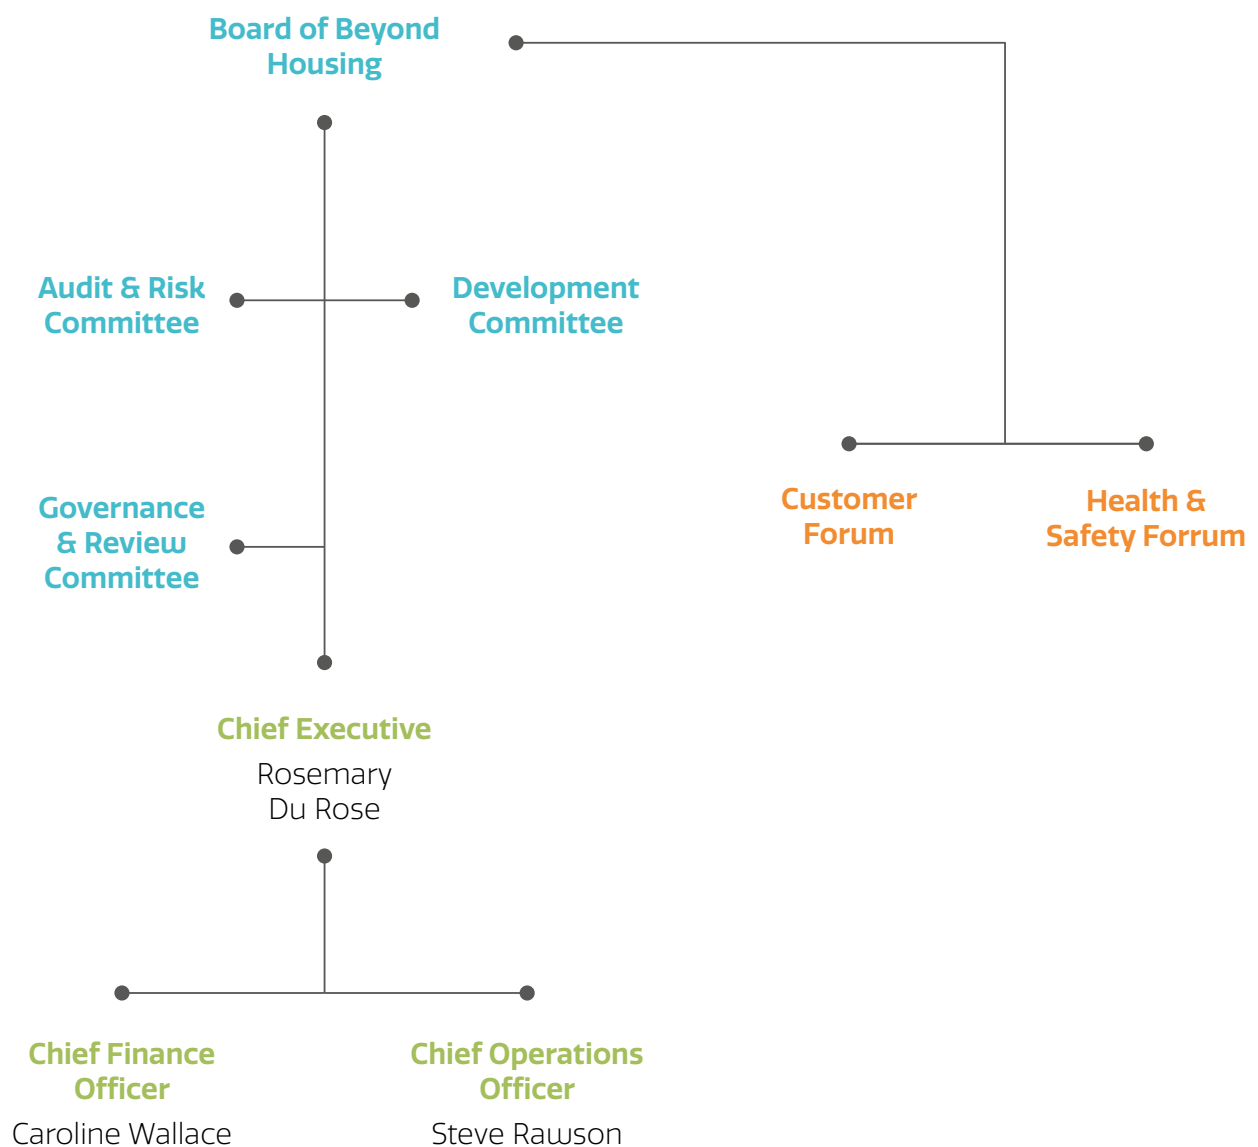 Board of Beyond
Housing
Audit & Risk
Committee
Development
Committee
Governance
& Review
Committee
Customer
Forum
Health &
Safety Forrum
Chief Executive
Rosemary
Du Rose
Chief Finance
Officer
Caroline Wallace
Chief Operations
Officer
Steve Rawson